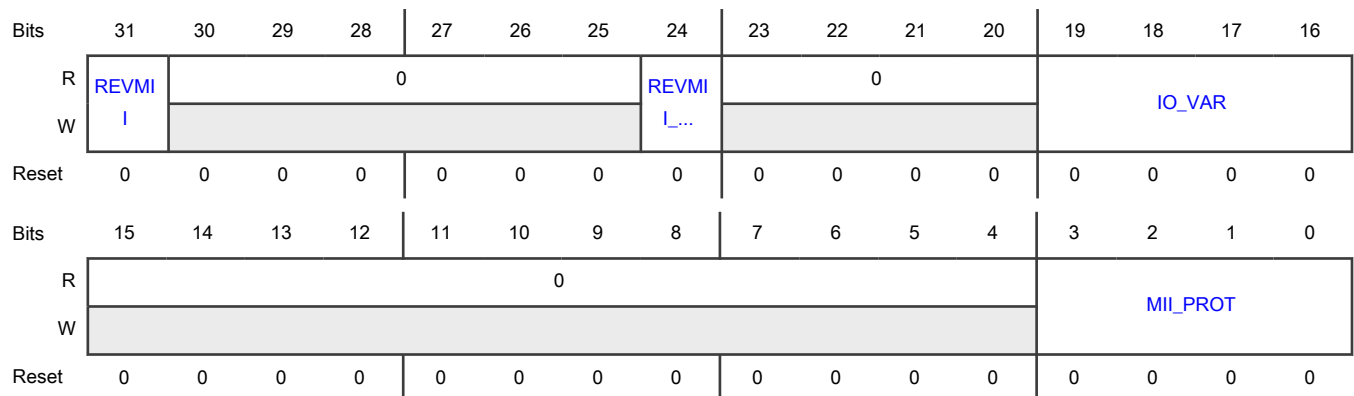 Bits 31 30 29 28 27 26 25 24 23 22 21 20 19 18 17 16
R REVMI 0 REVMI 0 IO_VAR
W I I_...
Reset 0 0 0 0 0 0 0 0 0 0 0 0 0 0 0 0
Bits 15 14 13 12 11 10 9 8 7 6 5 4 3 2 1 0
R 0 MII_PROT
W
Reset 0 0 0 0 0 0 0 0 0 0 0 0 0 0 0 0